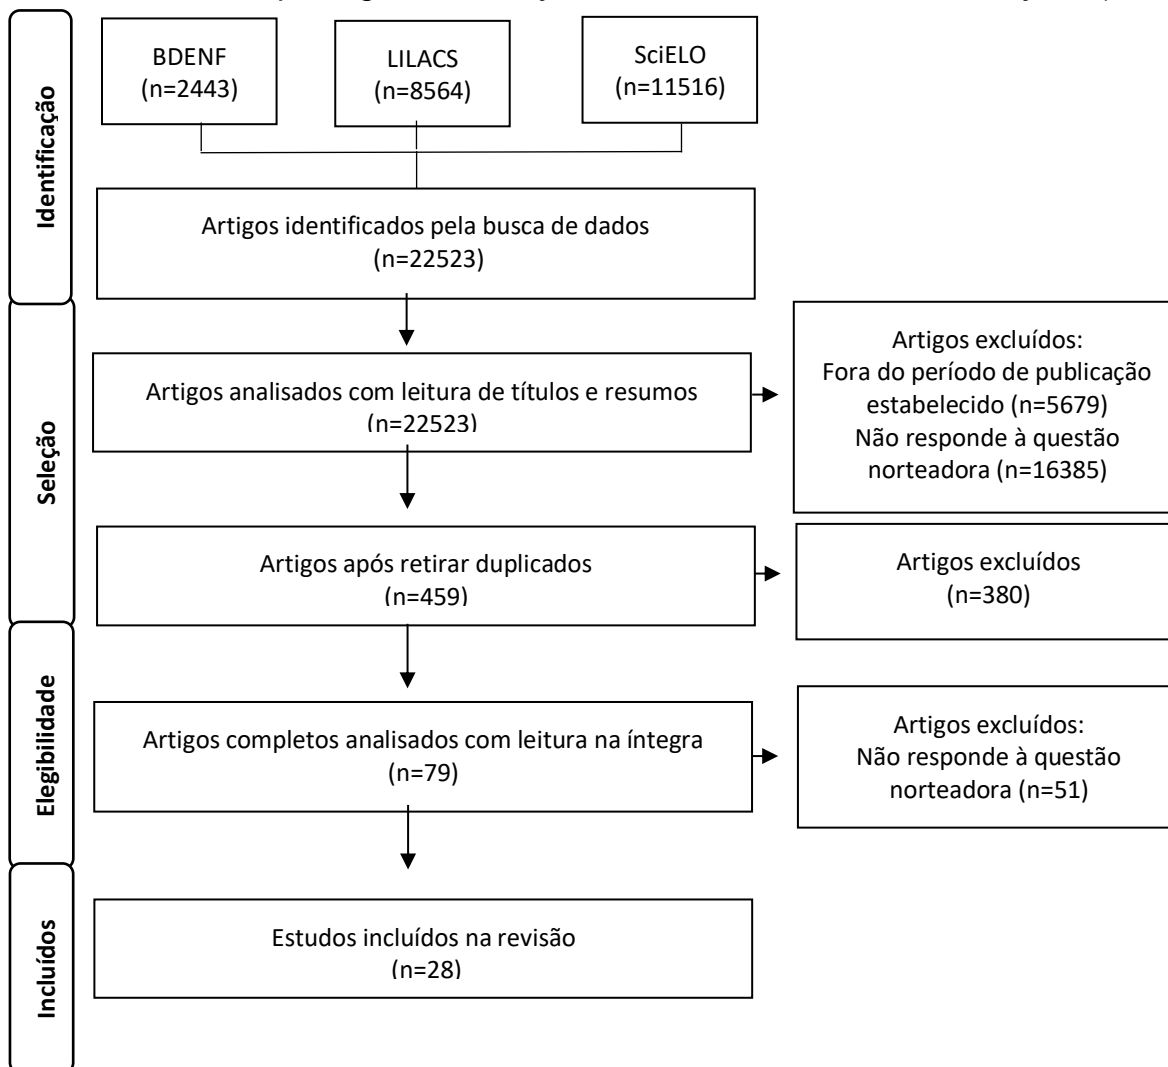 Identificação
BDENF
(n=2443)
LILACS
(n=8564)
SciELO
(n=11516)
Artigos identificados pela busca de dados
(n=22523)
Seleção
Artigos analisados com leitura de títulos e resumos
(n=22523)
Artigos excluídos:
Fora do período de publicação
estabelecido (n=5679)
Não responde à questão
norteadora (n=16385)
Artigos após retirar duplicados
(n=459)
Artigos excluídos
(n=380)
Elegibilidade
Artigos completos analisados com leitura na íntegra
(n=79)
Artigos excluídos:
Não responde à questão
norteadora (n=51)
Incluídos
Estudos incluídos na revisão
(n=28)